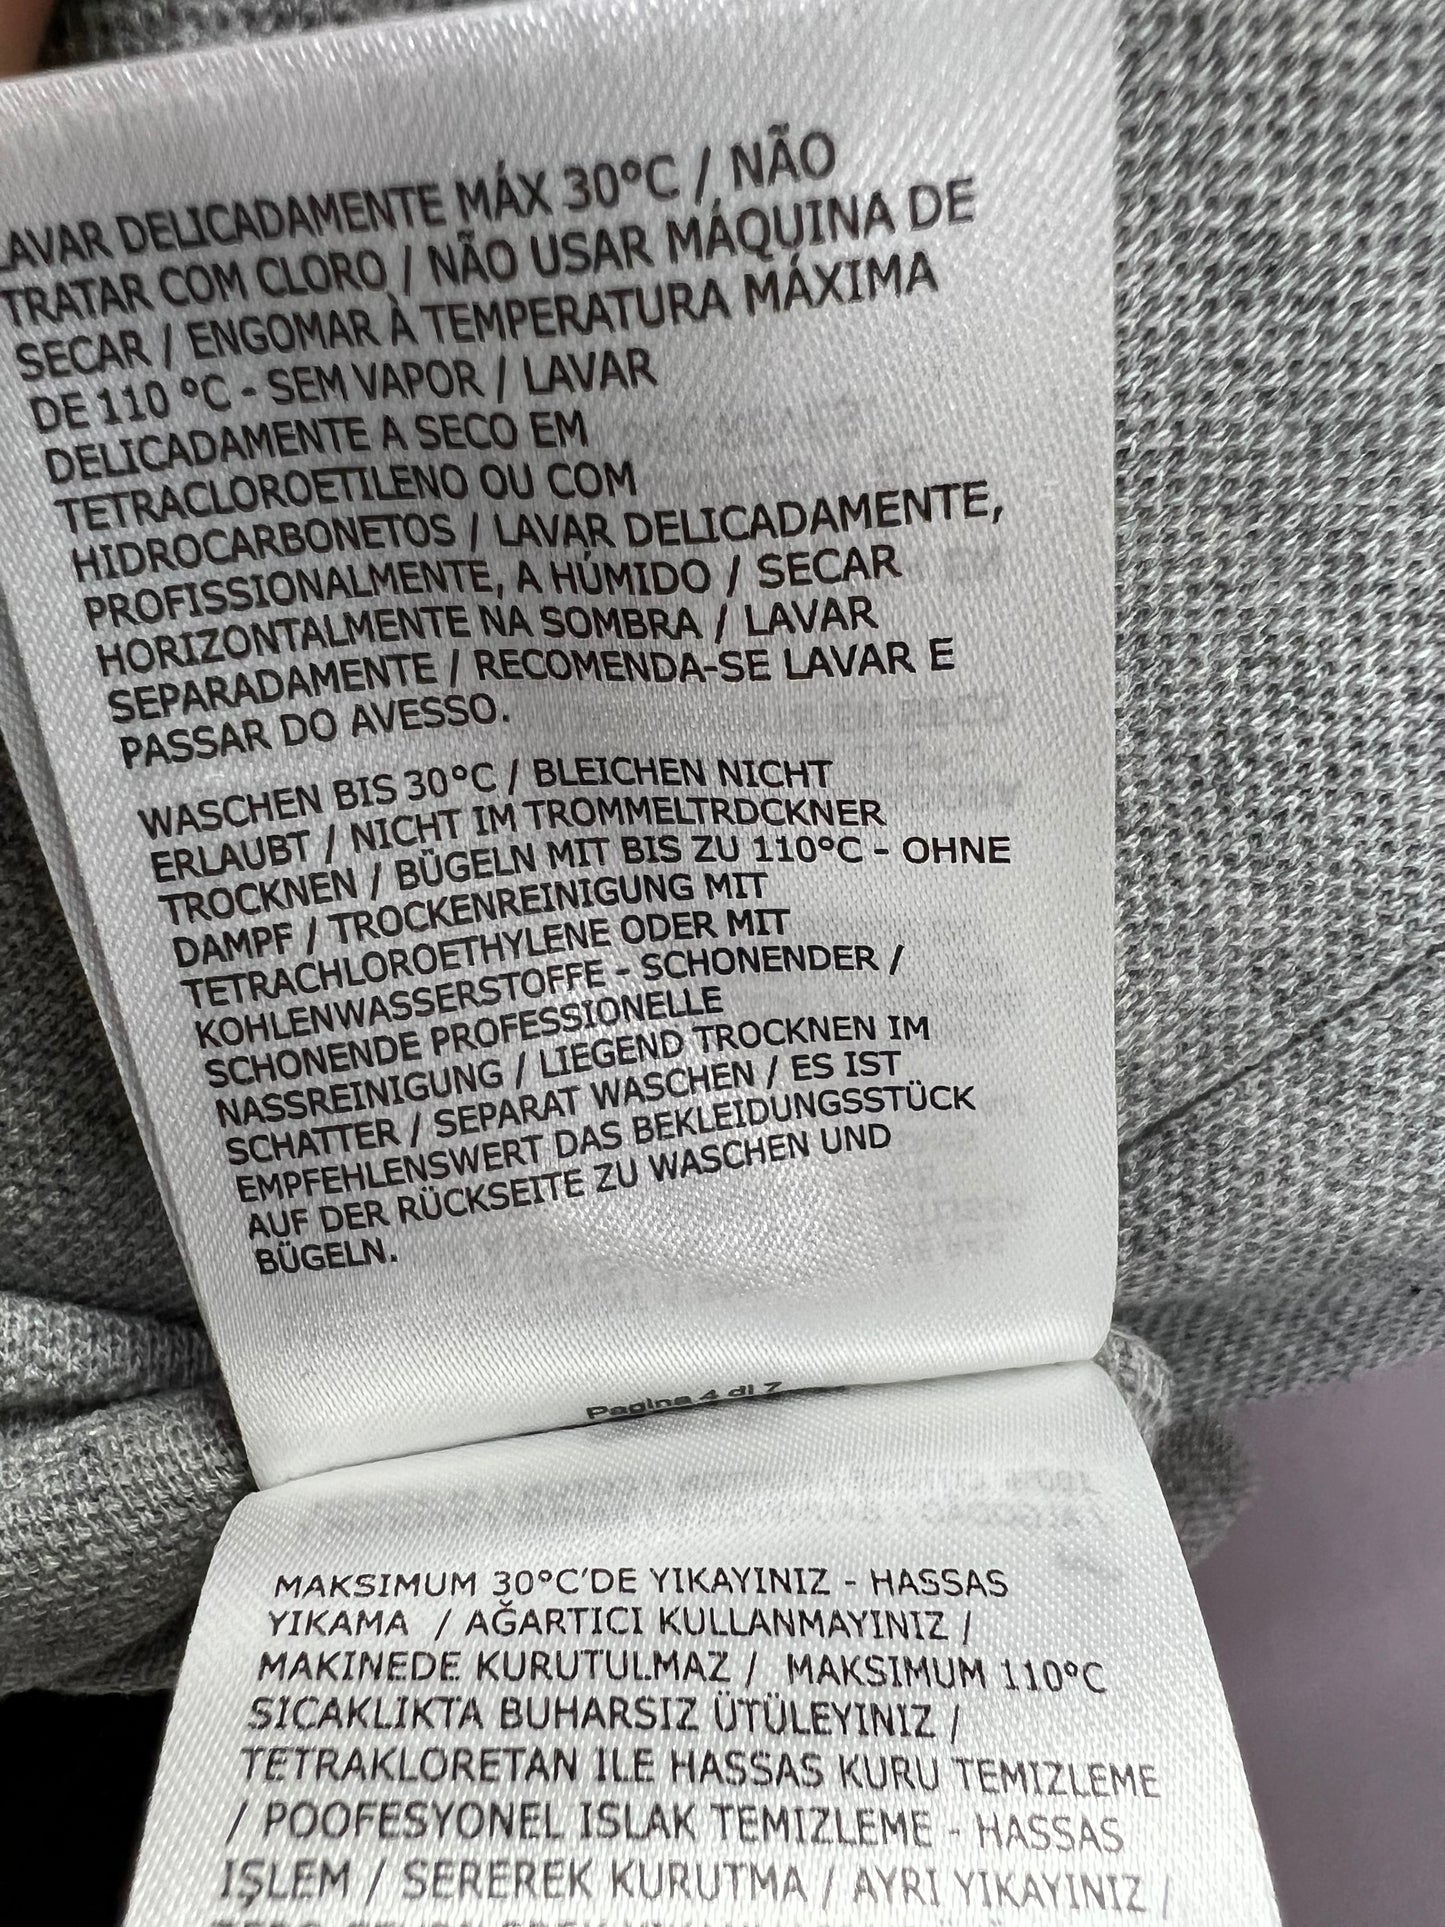 LAVAR DELICADAMENTE MÁX 30°C / NÃO
TRATAR COM CLORO / NÃO USAR MÁQUINA DE
SECAR / ENGOMAR À TEMPERATURA MÁXIMA
DE 110 °C - SEM VAPOR / LAVAR
DELICADAMENTE A SECO EM
TETRACLOROETILENO OU COM
HIDROCARBONETOS / LAVAR DELICADAMENTE,
PROFISSIONALMENTE, A HÚMIDO / SECAR
HORIZONTALMENTE NA SOMBRA / LAVAR
SEPARADAMENTE / RECOMENDA-SE LAVAR E
PASSAR DO AVESSO.
WASCHEN BIS 30°C / BLEICHEN NICHT
ERLAUBT / NICHT IM TROMMELTRDCKNER
TROCKNEN / BÜGELN MIT BIS ZU 110°C - OHNE
DAMPF / TROCKENREINIGUNG MIT
TETRACHLOROETHYLENE ODER MIT
KOHLENWASSERSTOFFE - SCHONENDER /
SCHONENDE PROFESSIONELLE
NASSREINIGUNG / LIEGEND TROCKNEN IM
SCHATTER / SEPARAT WASCHEN / ES IST
EMPFEHLENSWERT DAS BEKLEIDUNGSSTÜCK
AUF DER RÜCKSEITE ZU WASCHEN UND
BÜGELN.
Pagina 4 di 7
MAKSIMUM 30°C'DE YIKAYINIZ - HASSAS
YIKAMA / AĞARTICI KULLANMAYINIZ /
MAKINEDE KURUTULMAZ / MAKSIMUM 110°C
SICAKLIKTA BUHARSIZ ÜTÜLEYINIZ /
TETRAKLORETAN ILE HASSAS KURU TEMIZLEME
/ POOFESYONEL ISLAK TEMIZLEME - HASSAS
IŞLEM / SEREREK KURUTMA / AYRI YIKAYINIZ /